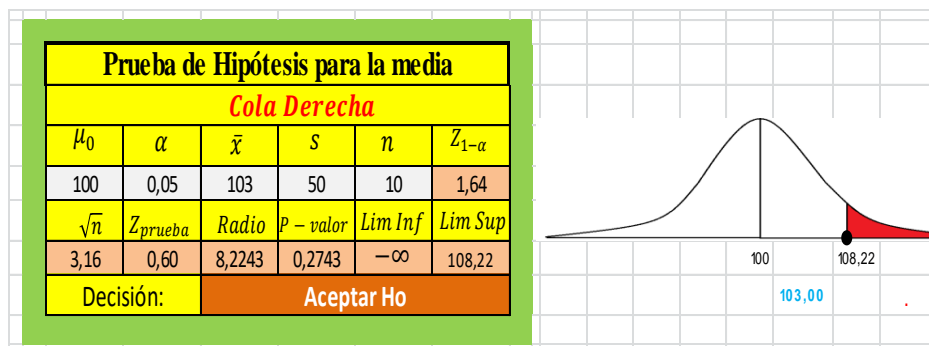 Prueba de Hipótesis para la media
Cola Derecha
μ₀ α x̄ s n Z₁₋α
100 0,05 103 50 10 1,64
√n Zprueba Radio P − valor Lim Inf Lim Sup
3,16 0,60 8,2243 0,2743 −∞ 108,22
Decisión: Aceptar Ho
100 108,22
103,00
.